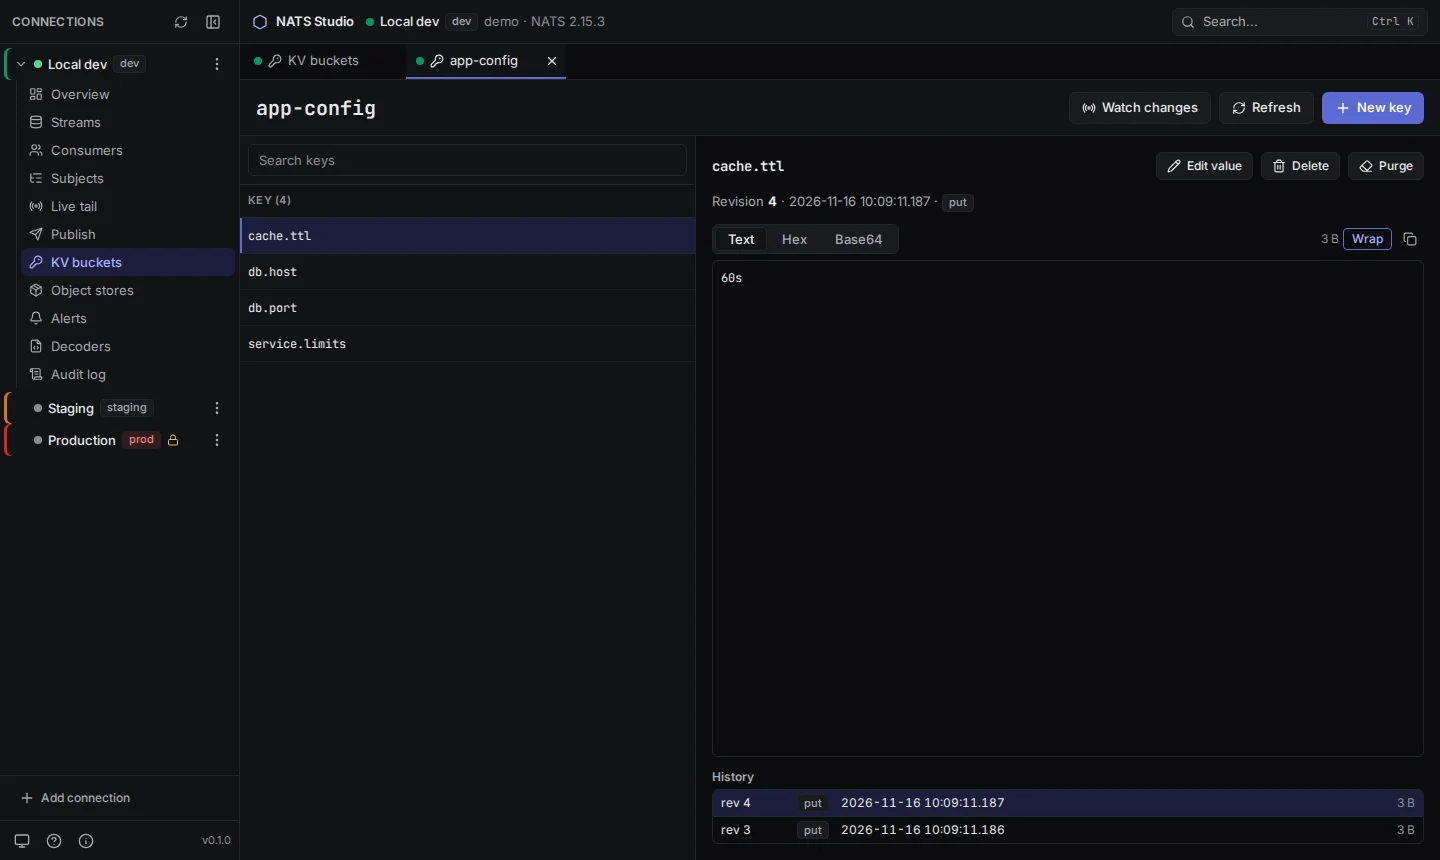 CONNECTIONS
Local dev dev
Overview
Streams
Consumers
Subjects
Live tail
Publish
KV buckets
Object stores
Alerts
Decoders
Audit log
Staging staging
Production prod
Add connection
v0.1.0
NATS Studio Local dev dev demo · NATS 2.15.3
Search... Ctrl K
KV buckets app-config
app-config
Watch changes Refresh New key
Search keys
KEY (4)
cache.ttl
db.host
db.port
service.limits
cache.ttl
Edit value Delete Purge
Revision 4 · 2026-11-16 10:09:11.187 · put
Text Hex Base64
3 B Wrap
60s
History
rev 4 put 2026-11-16 10:09:11.187 3 B
rev 3 put 2026-11-16 10:09:11.186 3 B